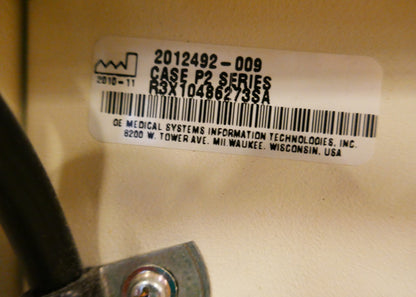 2012492-009
2010-11
CASE P2 SERIES
R3X10486273SA
GE MEDICAL SYSTEMS INFORMATION TECHNOLOGIES, INC.
8200 W. TOWER AVE. MILWAUKEE, WISCONSIN. USA